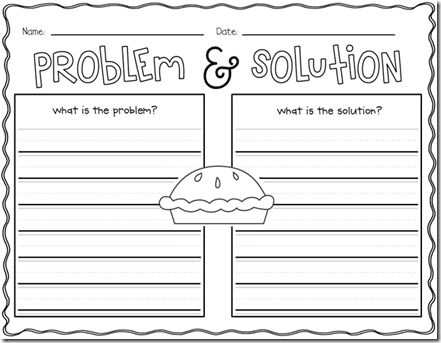 Name: Date:
PROBLEM & SOLUTION
what is the problem?
what is the solution?